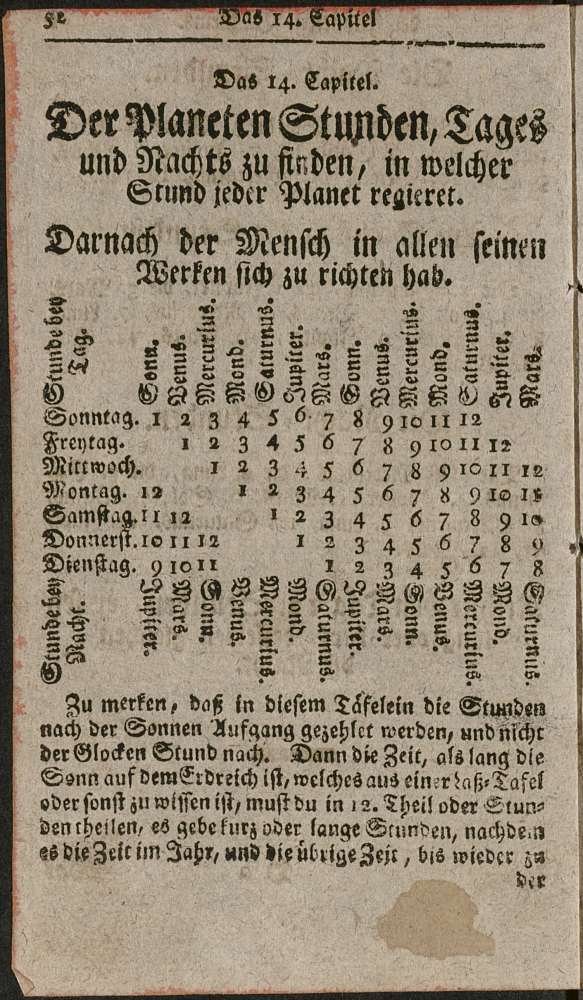 52 Das 14. Capitel
Das 14. Capitel.
Der Planeten Stunden, Tages
und Nachts zu finden, in welcher
Stund jeder Planet regieret.
Darnach der Mensch in allen seinen
Werken sich zu richten hab.
Stunde bey Tag. Sonn. Venus. Mercurius. Mond. Saturnus. Jupiter. Mars. Sonn. Venus. Mercurius. Mond. Saturnus. Jupiter. Mars.
Sonntag. 1 2 3 4 5 6 7 8 9 10 11 12
Freytag. 1 2 3 4 5 6 7 8 9 10 11 12
Mittwoch. 1 2 3 4 5 6 7 8 9 10 11 12
Montag. 12 1 2 3 4 5 6 7 8 9 10 11
Samstag. 11 12 1 2 3 4 5 6 7 8 9 10
Donnerst. 10 11 12 1 2 3 4 5 6 7 8 9
Dienstag. 9 10 11 1 2 3 4 5 6 7 8
Stunde bey Nacht. Jupiter. Mars. Sonn. Venus. Mercurius. Mond. Saturnus. Jupiter. Mars. Sonn. Venus. Mercurius. Mond. Saturnus.
Zu merken, daß in diesem Täfelein die Stunden
nach der Sonnen Aufgang gezehlet werden, und nicht
der Glocken Stund nach. Dann die Zeit, als lang die
Sonn auf dem Erdreich ist, welches aus einer Laß-Tafel
oder sonst zu wissen ist, must du in 12. Theil oder Stun-
den theilen, es gebe kurz oder lange Stunden, nachdem
es die Zeit im Jahr, und die übrige Zeit, bis wieder zu
der